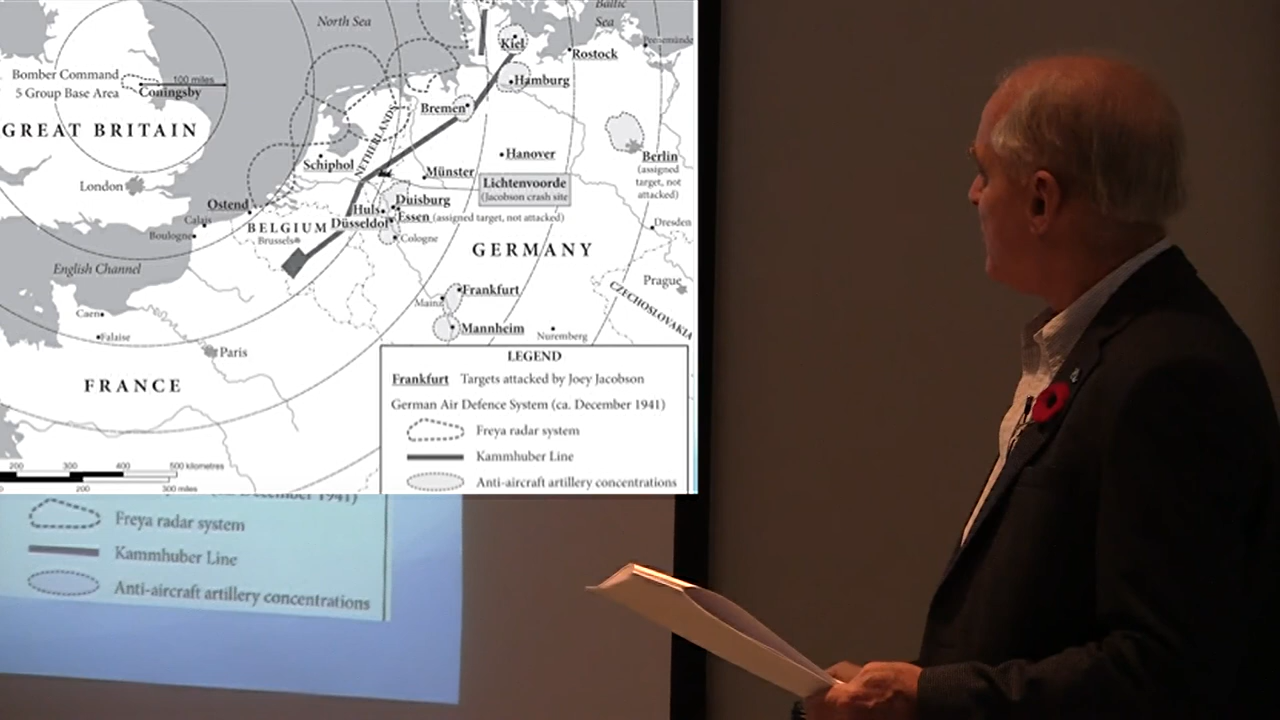 North Sea
Baltic
Sea
Kiel
Rostock
Peenemünde
Bomber Command
5 Group Base Area
100 miles
Coningsby
Hamburg
Bremen
GREAT BRITAIN
NETHERLANDS
Hanover
Berlin
(assigned
target, not
attacked)
Schiphol
Münster
London
Lichtenvoorde
(Jacobson crash site)
Ostend
Duisburg
Huls
Essen (assigned target, not attacked)
Calais
Düsseldorf
BELGIUM
Dresden
Boulogne
Brussels
Cologne
GERMANY
English Channel
Prague
Frankfurt
CZECHOSLOVAKIA
Mainz
Caen
Mannheim
Falaise
Nuremberg
Paris
FRANCE
LEGEND
Frankfurt Targets attacked by Joey Jacobson
German Air Defence System (ca. December 1941)
Freya radar system
Kammhuber Line
Anti-aircraft artillery concentrations
200 300 400 500 kilometres
200 300 miles
December 1941)
Freya radar system
Kammhuber Line
Anti-aircraft artillery concentrations